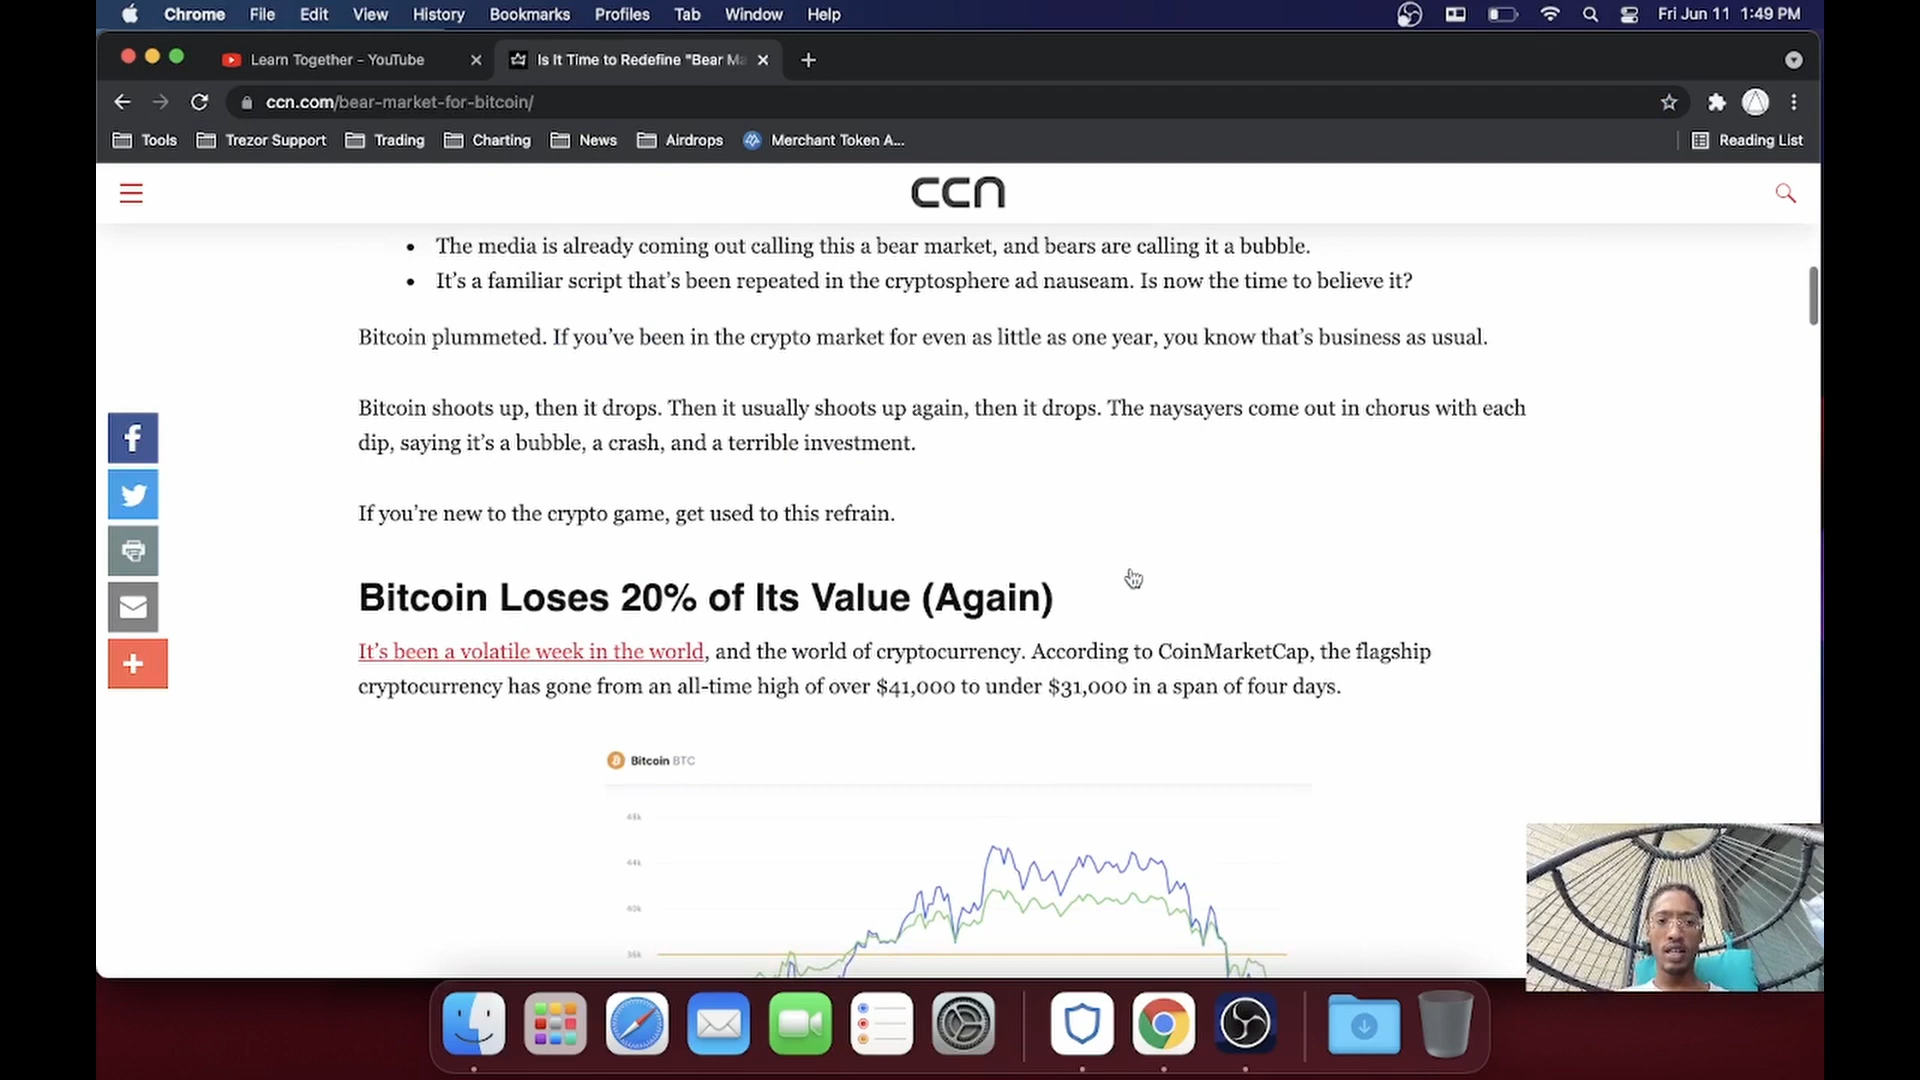 Chrome File Edit View History Bookmarks Profiles Tab Window Help Fri Jun 11 1:49 PM
Learn Together - YouTube Is It Time to Redefine "Bear Ma
ccn.com/bear-market-for-bitcoin/
Tools Trezor Support Trading Charting News Airdrops Merchant Token A... Reading List
ccn
The media is already coming out calling this a bear market, and bears are calling it a bubble.
It's a familiar script that's been repeated in the cryptosphere ad nauseam. Is now the time to believe it?
Bitcoin plummeted. If you've been in the crypto market for even as little as one year, you know that's business as usual.
Bitcoin shoots up, then it drops. Then it usually shoots up again, then it drops. The naysayers come out in chorus with each
dip, saying it's a bubble, a crash, and a terrible investment.
If you're new to the crypto game, get used to this refrain.
Bitcoin Loses 20% of Its Value (Again)
It's been a volatile week in the world, and the world of cryptocurrency. According to CoinMarketCap, the flagship
cryptocurrency has gone from an all-time high of over $41,000 to under $31,000 in a span of four days.
Bitcoin BTC
48k
44k
40k
36k